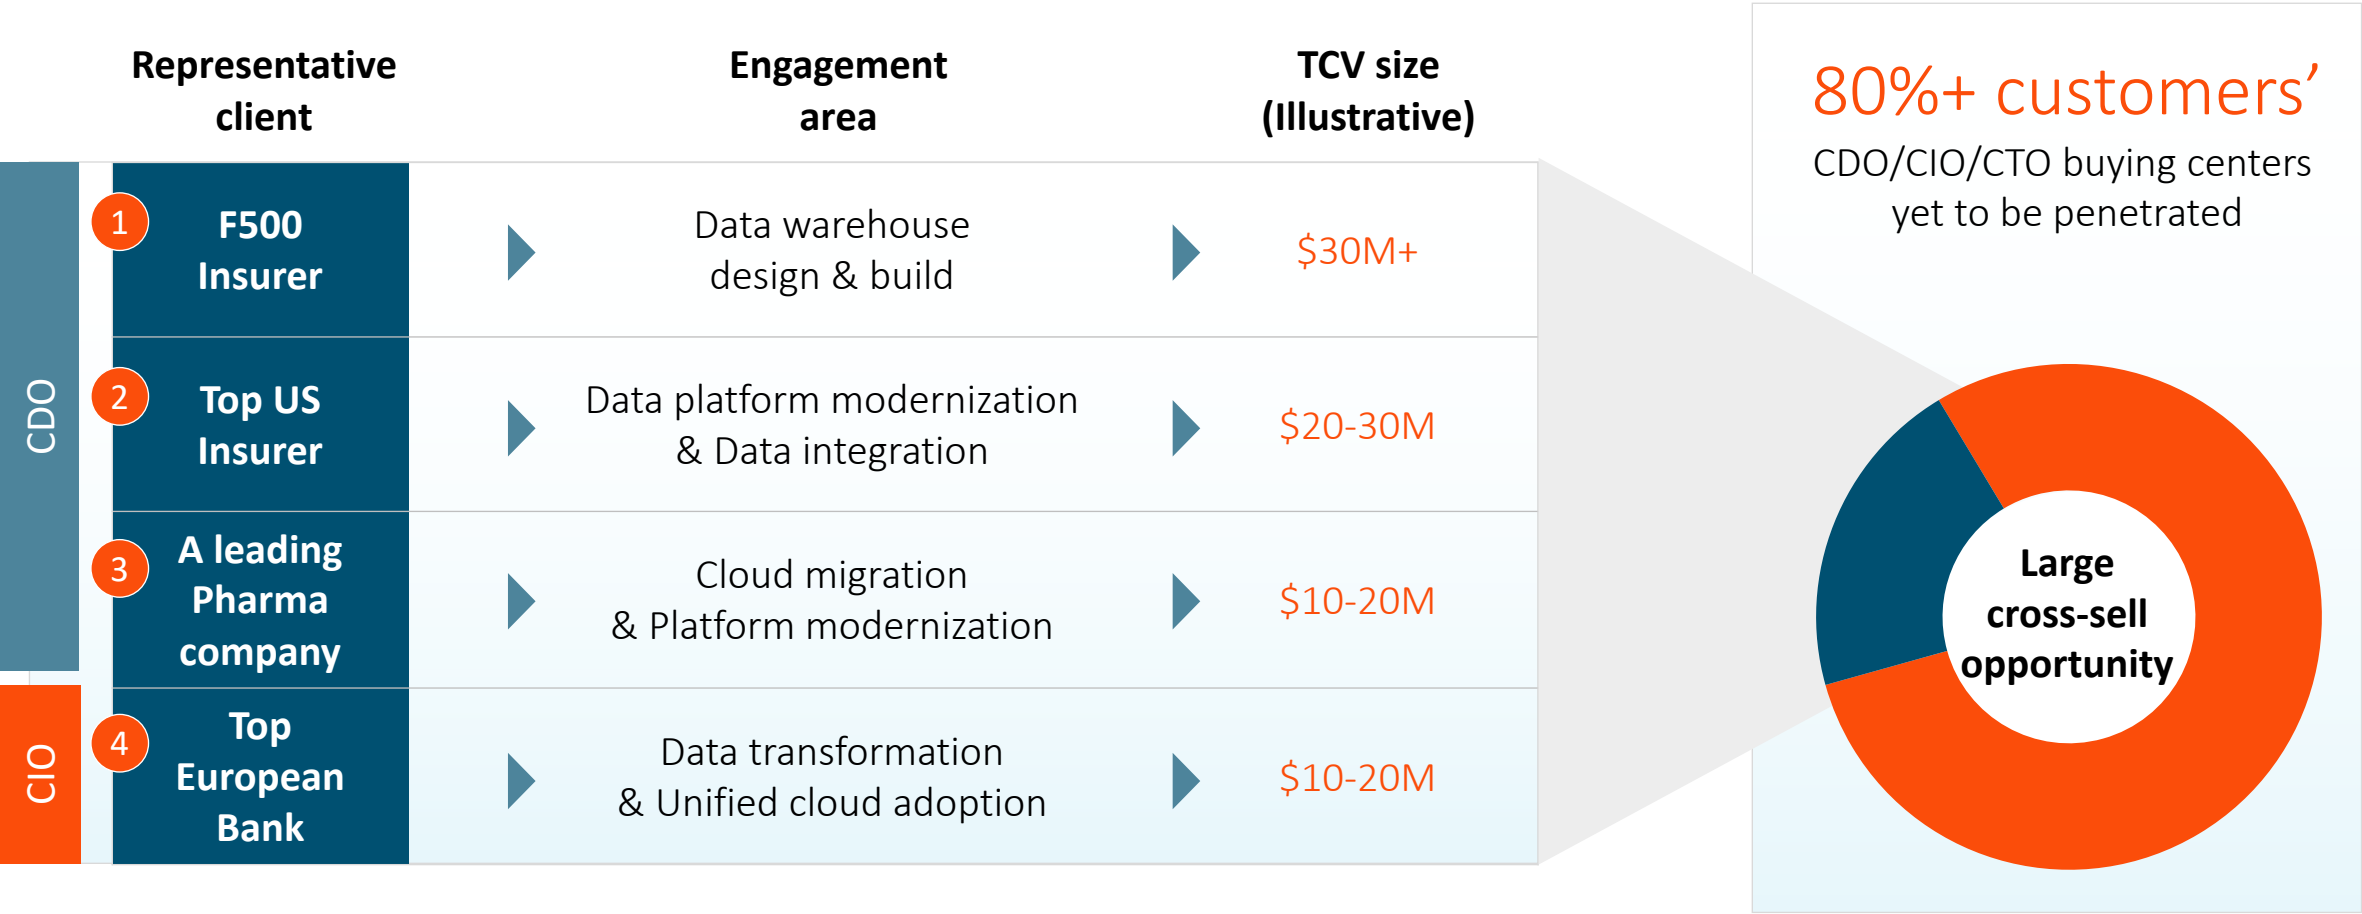 Representative
client
Engagement
area
TCV size
(Illustrative)
CDO
1
F500
Insurer
Data warehouse
design & build
$30M+
2
Top US
Insurer
Data platform modernization
& Data integration
$20-30M
3
A leading
Pharma
company
Cloud migration
& Platform modernization
$10-20M
CIO
4
Top
European
Bank
Data transformation
& Unified cloud adoption
$10-20M
80%+ customers’
CDO/CIO/CTO buying centers
yet to be penetrated
Large
cross-sell
opportunity